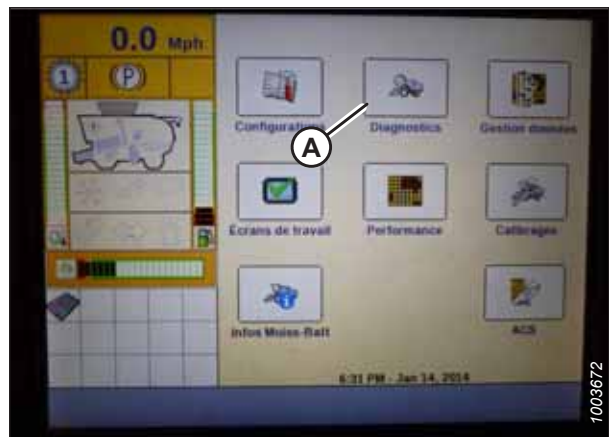 0.0 Mph
1 (P)
Configurations
Diagnostics
Gestion données
A
Ecrans de travail
Performance
Calibrages
Infos Moiss-Batt
ACS
6:31 PM - Jan 14, 2014
1003672